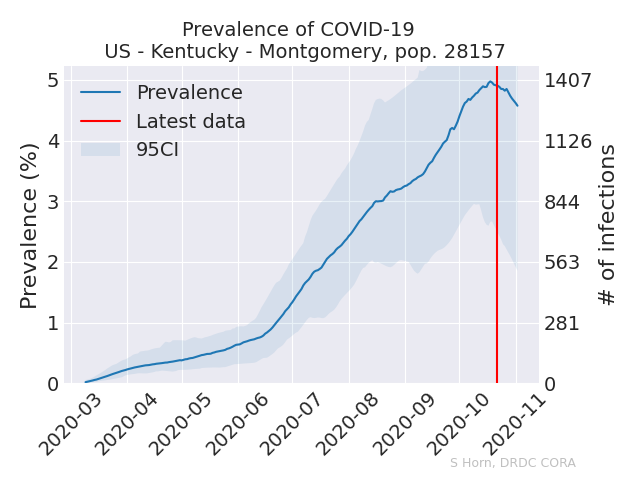 Prevalence of COVID-19
US - Kentucky - Montgomery, pop. 28157
Prevalence (%)
5
4
3
2
1
0
Prevalence
Latest data
95CI
1407
1126
844
563
281
0
# of infections
2020-03
2020-04
2020-05
2020-06
2020-07
2020-08
2020-09
2020-10
2020-11
S Horn, DRDC CORA